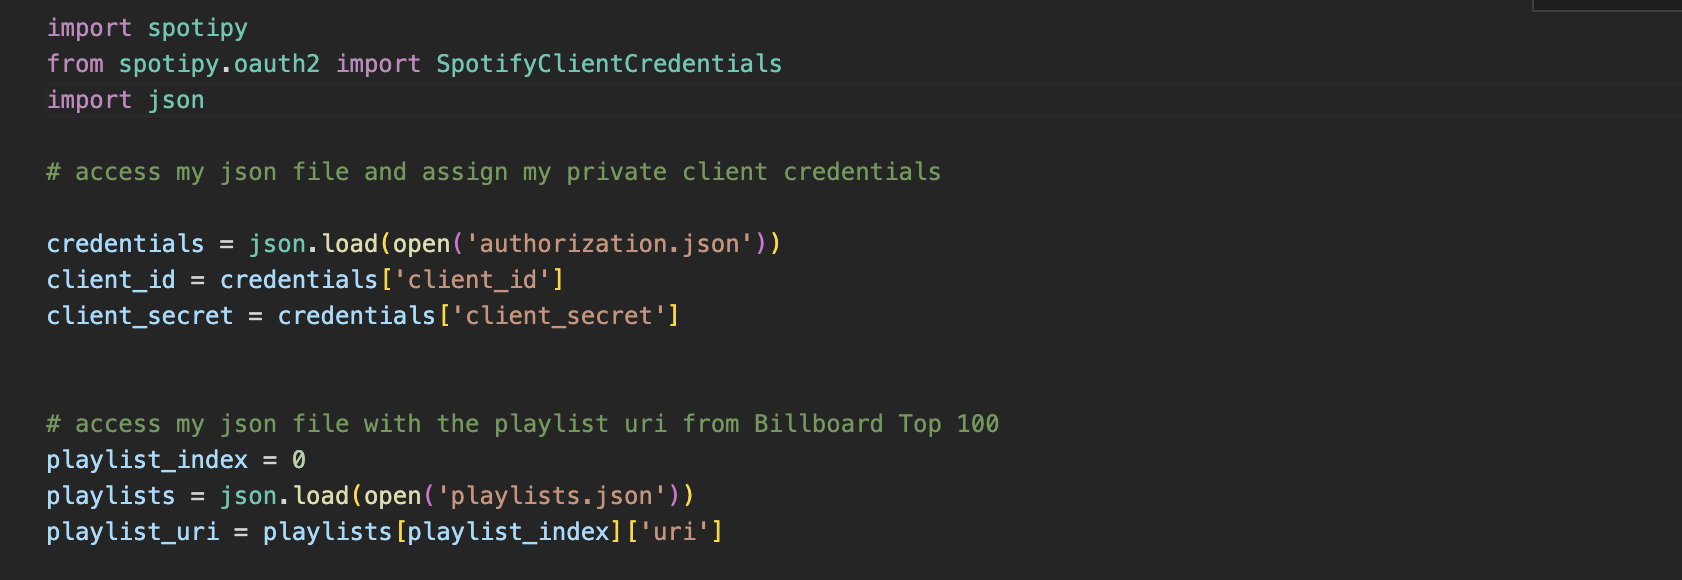 import spotipy
from spotipy.oauth2 import SpotifyClientCredentials
import json
# access my json file and assign my private client credentials
credentials = json.load(open('authorization.json'))
client_id = credentials['client_id']
client_secret = credentials['client_secret']
# access my json file with the playlist uri from Billboard Top 100
playlist_index = 0
playlists = json.load(open('playlists.json'))
playlist_uri = playlists[playlist_index]['uri']